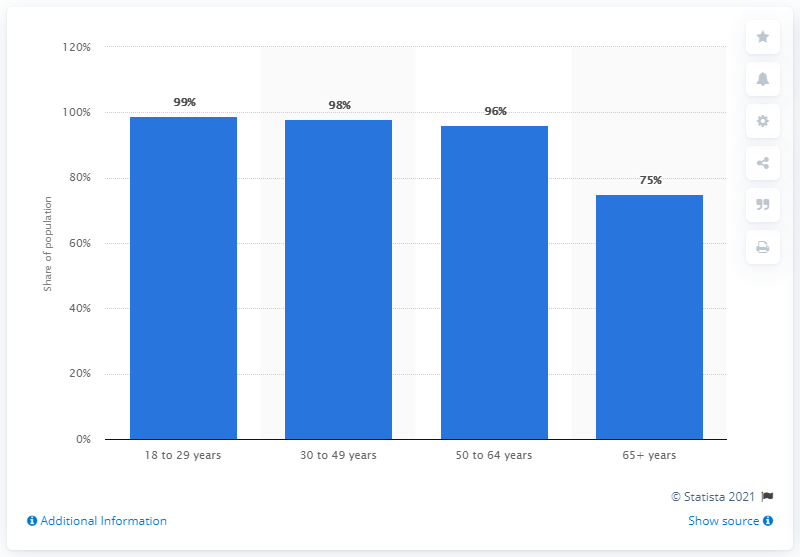 120%
100%
80%
60%
40%
20%
0%
Share of population
99%
98%
96%
75%
18 to 29 years
30 to 49 years
50 to 64 years
65+ years
© Statista 2021
Additional Information
Show source